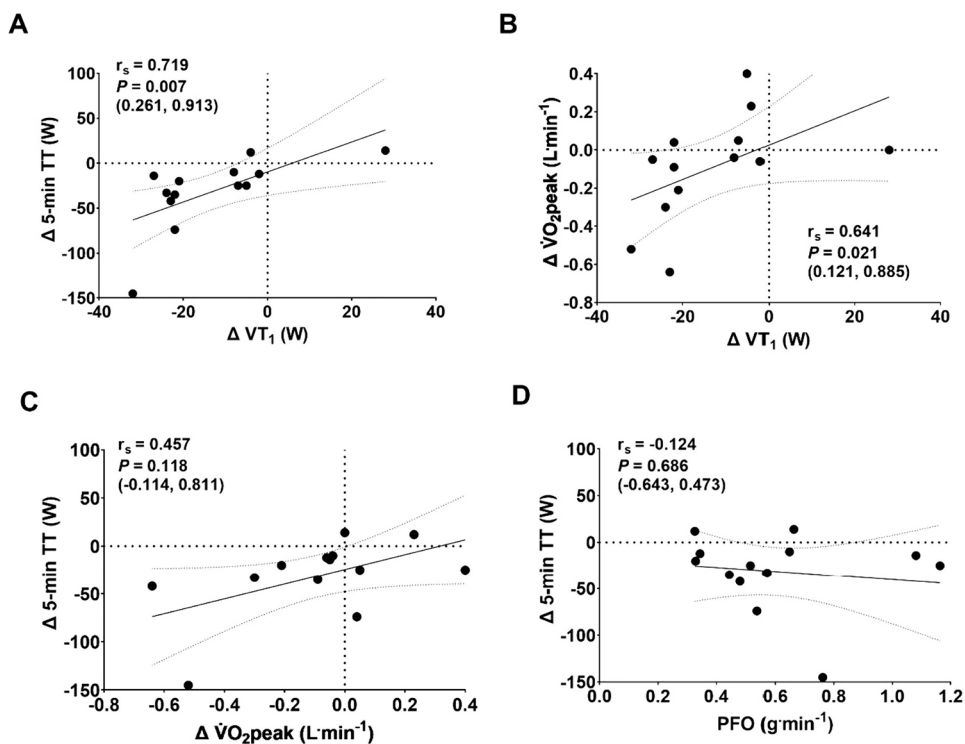 A
r_s = 0.719
P = 0.007
(0.261, 0.913)
100
50
0
-50
-100
-150
-40 -20 0 20 40
Δ 5-min TT (W)
Δ VT₁ (W)
B
0.4
0.2
0.0
-0.2
-0.4
-0.6
-0.8
-40 -20 0 20 40
Δ V̇O₂peak (L·min⁻¹)
r_s = 0.641
P = 0.021
(0.121, 0.885)
Δ VT₁ (W)
C
r_s = 0.457
P = 0.118
(-0.114, 0.811)
100
50
0
-50
-100
-150
-0.8 -0.6 -0.4 -0.2 0.0 0.2 0.4
Δ 5-min TT (W)
Δ V̇O₂peak (L·min⁻¹)
D
r_s = -0.124
P = 0.686
(-0.643, 0.473)
100
50
0
-50
-100
-150
0.0 0.2 0.4 0.6 0.8 1.0 1.2
Δ 5-min TT (W)
PFO (g·min⁻¹)